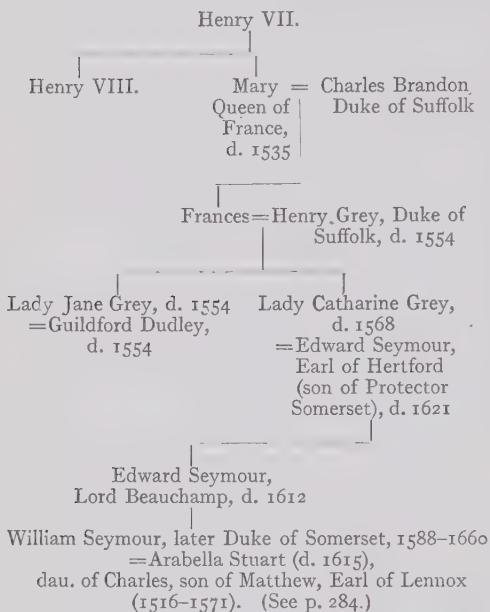 Henry VII.
Henry VIII. Mary = Charles Brandon
Queen of Duke of Suffolk
France,
d. 1535
Frances=Henry Grey, Duke of
Suffolk, d. 1554
Lady Jane Grey, d. 1554 Lady Catharine Grey,
=Guildford Dudley, d. 1568
d. 1554 =Edward Seymour,
Earl of Hertford
(son of Protector
Somerset), d. 1621
Edward Seymour,
Lord Beauchamp, d. 1612
William Seymour, later Duke of Somerset, 1588–1660
=Arabella Stuart (d. 1615),
dau. of Charles, son of Matthew, Earl of Lennox
(1516–1571). (See p. 284.)